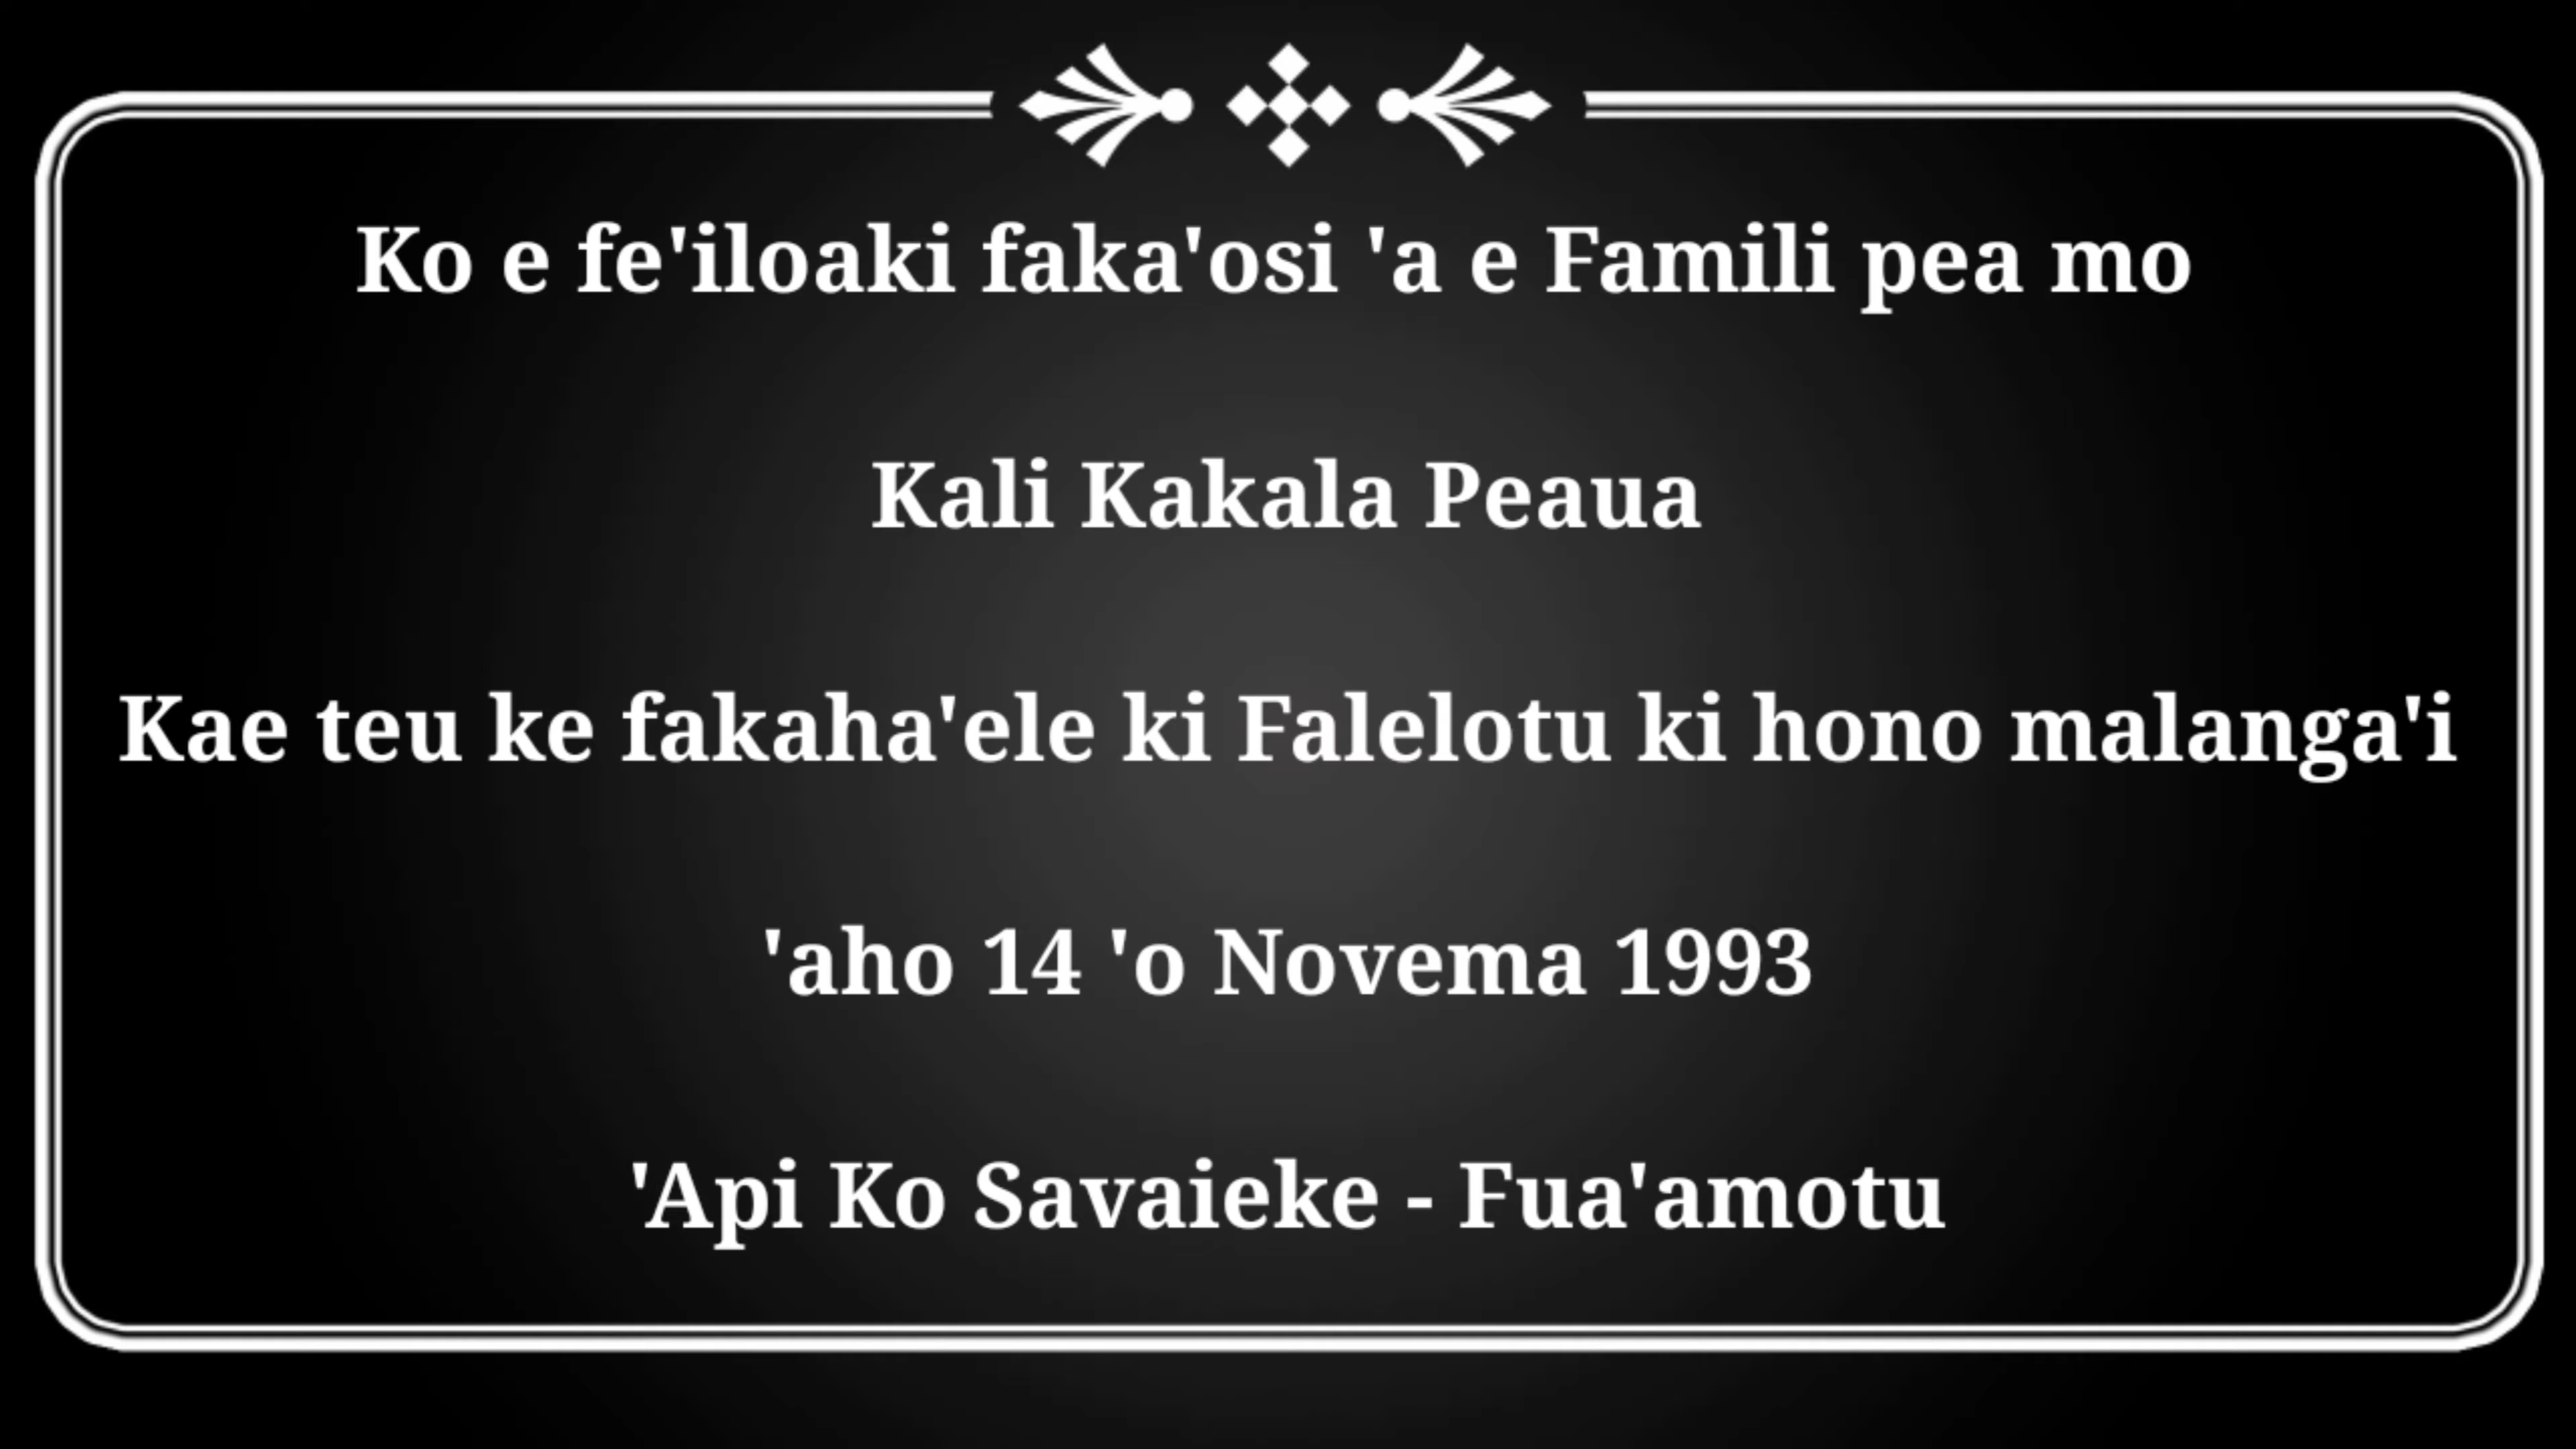 Ko e fe'iloaki faka'osi 'a e Famili pea mo
Kali Kakala Peaua
Kae teu ke fakaha'ele ki Falelotu ki hono malanga'i
'aho 14 'o Novema 1993
'Api Ko Savaieke - Fua'amotu